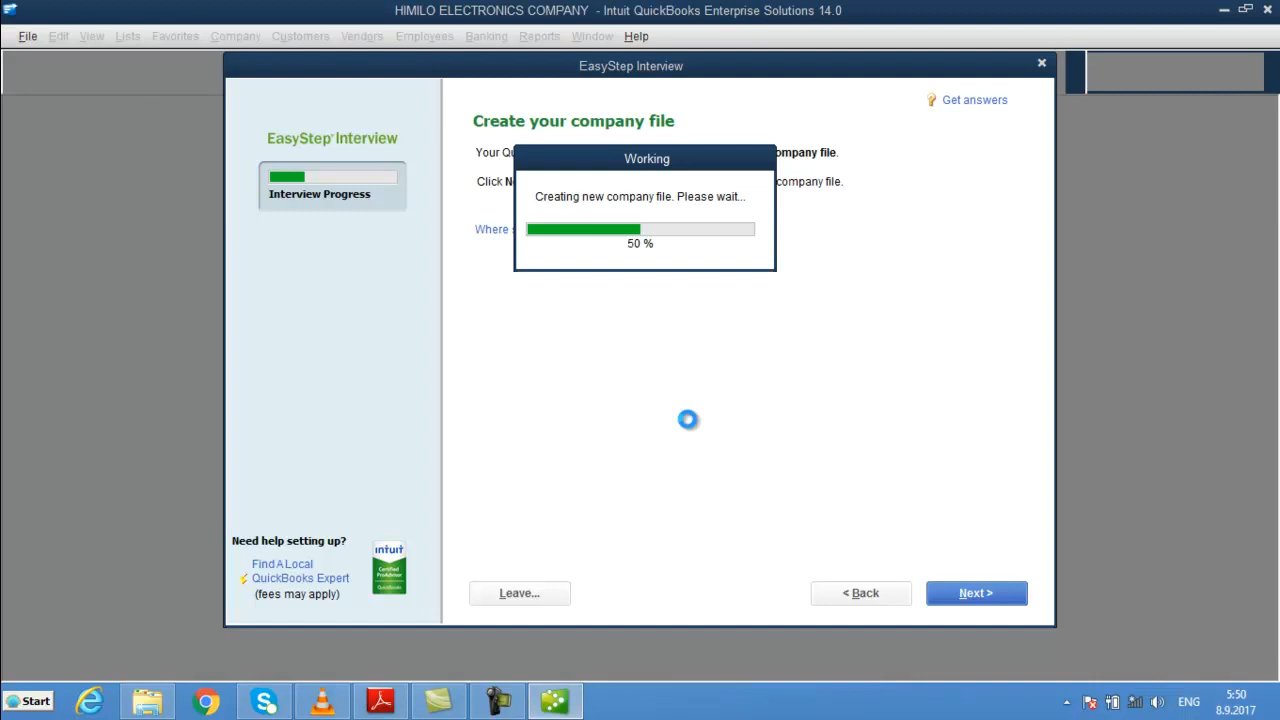 HIMILO ELECTRONICS COMPANY - Intuit QuickBooks Enterprise Solutions 14.0
File Edit View Lists Favorites Company Customers Vendors Employees Banking Reports Window Help
EasyStep Interview
Get answers
EasyStep Interview
Interview Progress
Create your company file
Your Qu
ompany file.
Click N
company file.
Where
Working
Creating new company file. Please wait...
50 %
Need help setting up?
Find A Local
QuickBooks Expert
(fees may apply)
intuit
Certified
ProAdvisor
QuickBooks
Leave...
< Back
Next >
Start
ENG
5:50
8.9.2017